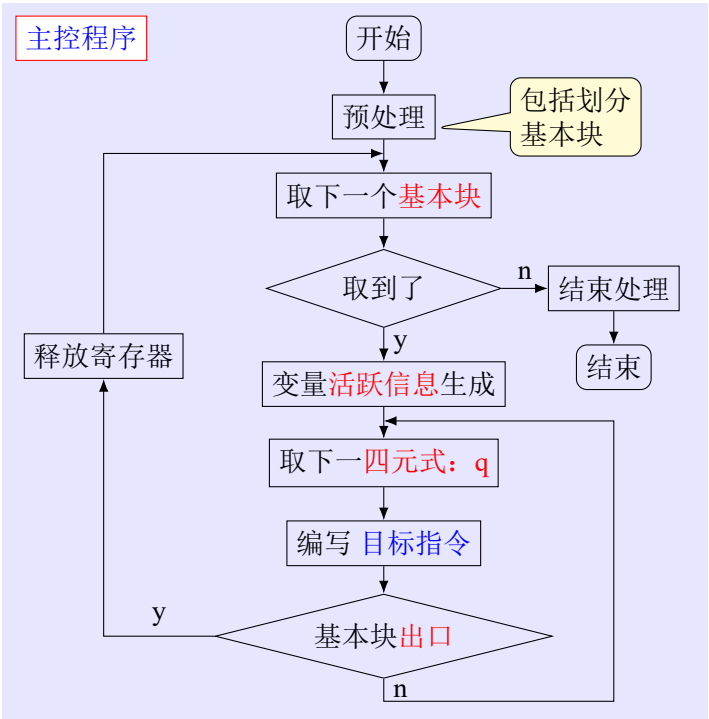 主控程序
开始
预处理
包括划分
基本块
取下一个基本块
取到了
n
结束处理
y
释放寄存器
结束
变量活跃信息生成
取下一四元式：q
编写 目标指令
y
基本块出口
n